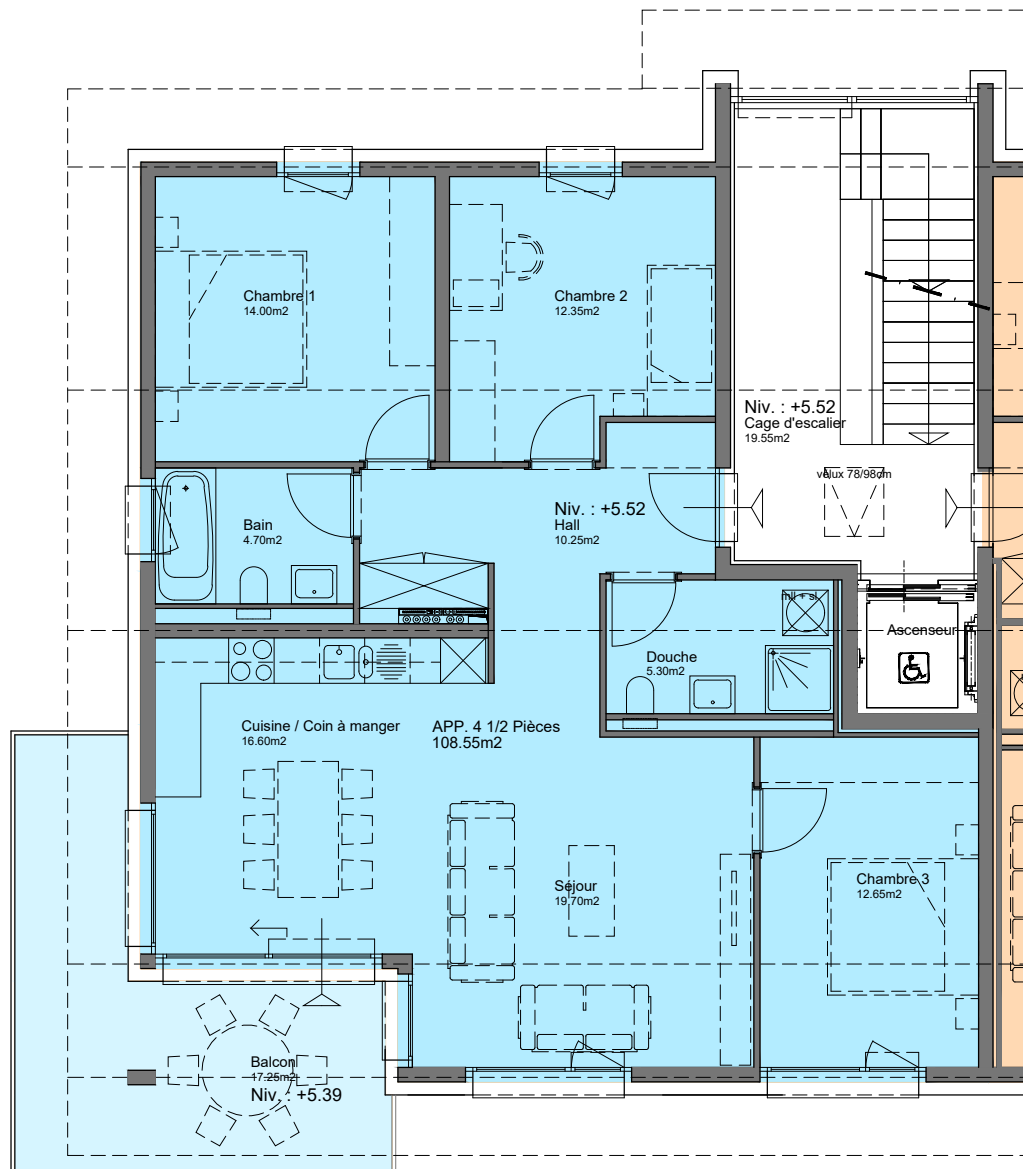 Chambre 1
14.00m2
Chambre 2
12.35m2
Niv. : +5.52
Cage d'escalier
19.55m2
velux 78/98cm
Bain
4.70m2
Niv. : +5.52
Hall
10.25m2
Ascenseur
Douche
5.30m2
Cuisine / Coin à manger
16.60m2
APP. 4 1/2 Pièces
108.55m2
Séjour
19.70m2
Chambre 3
12.65m2
Balcon
17.25m2
Niv. : +5.39